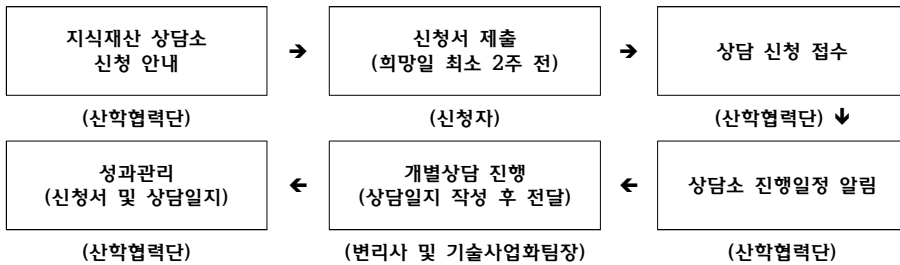 지식재산 상담소
신청 안내
➔
신청서 제출
(희망일 최소 2주 전)
➔
상담 신청 접수
(산학협력단)
(신청자)
(산학협력단) 🡻
성과관리
(신청서 및 상담일지)
🡸
개별상담 진행
(상담일지 작성 후 전달)
🡸
상담소 진행일정 알림
(산학협력단)
(변리사 및 기술사업화팀장)
(산학협력단)